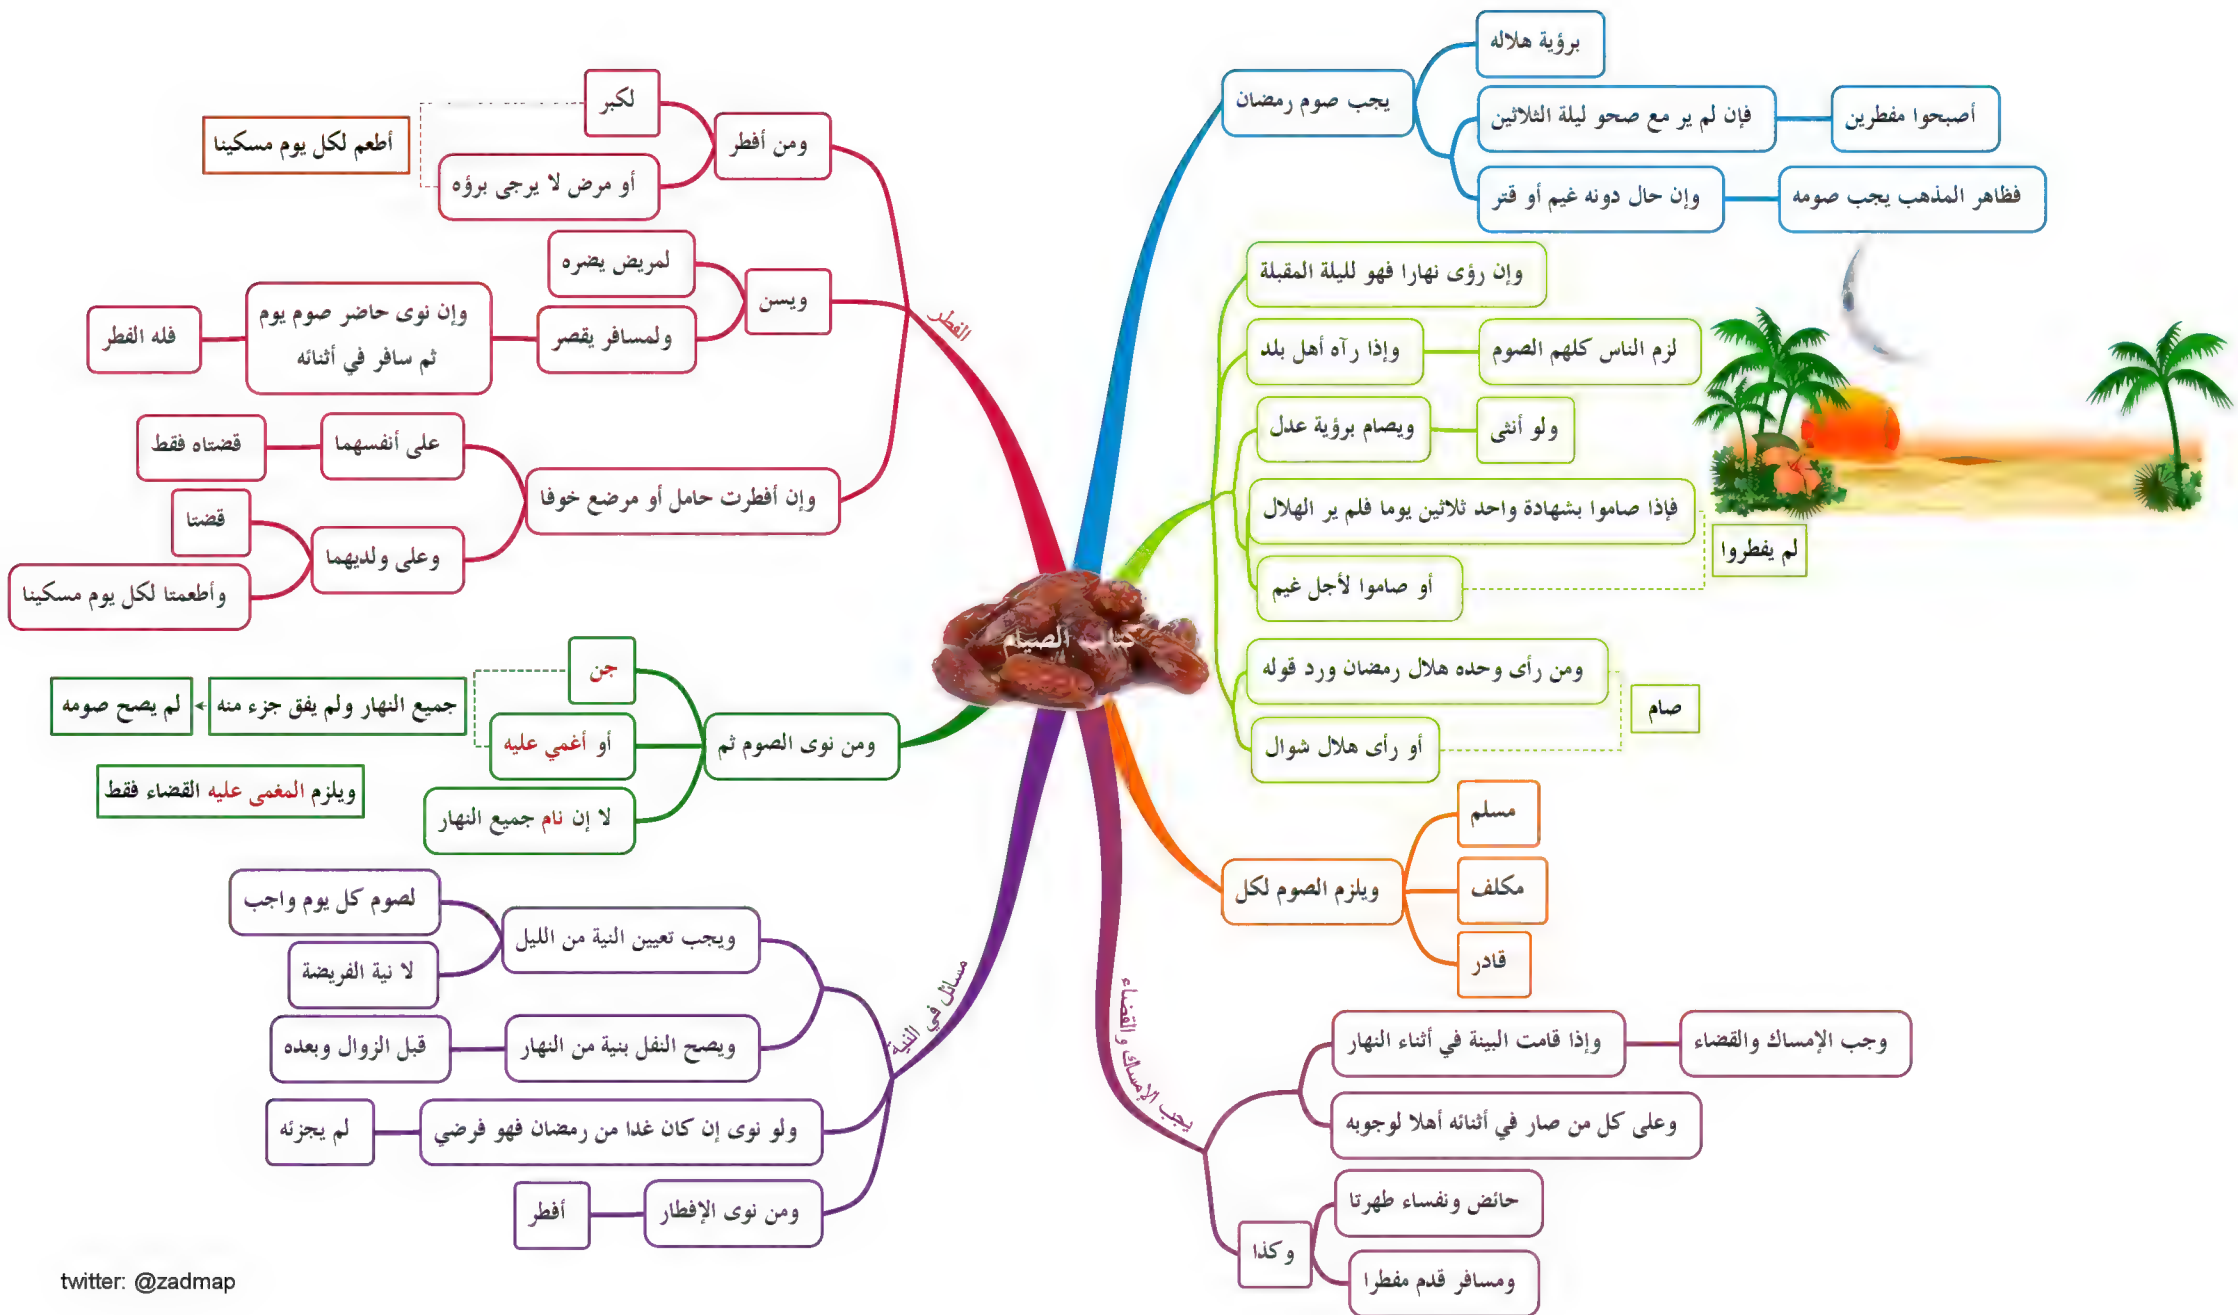 كتاب الصيام
يجب صوم رمضان
برؤية هلاله
فإن لم ير مع صحو ليلة الثلاثين
أصبحوا مفطرين
وإن حال دونه غيم أو قتر
فظاهر المذهب يجب صومه
وإن رؤى نهارا فهو لليلة المقبلة
وإذا رآه أهل بلد
لزم الناس كلهم الصوم
ويصام برؤية عدل
ولو أنثى
فإذا صاموا بشهادة واحد ثلاثين يوما فلم ير الهلال
أو صاموا لأجل غيم
لم يفطروا
ومن رأى وحده هلال رمضان ورد قوله
أو رأى هلال شوال
صام
ويلزم الصوم لكل
مسلم
مكلف
قادر
يجب الإمساك والقضاء
وإذا قامت البينة في أثناء النهار
وجب الإمساك والقضاء
وعلى كل من صار في أثنائه أهلا لوجوبه
وكذا
حائض ونفساء طهرتا
ومسافر قدم مفطرا
الفطر
ومن أفطر
لكبر
أو مرض لا يرجى برؤه
أطعم لكل يوم مسكينا
ويسن
لمريض يضره
ولمسافر يقصر
وإن نوى حاضر صوم يوم
ثم سافر في أثنائه
فله الفطر
وإن أفطرت حامل أو مرضع خوفا
على أنفسهما
قضتاه فقط
وعلى ولديهما
قضتا
وأطعمتا لكل يوم مسكينا
ومن نوى الصوم ثم
جن
أو أغمي عليه
جميع النهار ولم يفق جزء منه
لم يصح صومه
لا إن نام جميع النهار
ويلزم المغمى عليه القضاء فقط
مسائل في النية
ويجب تعيين النية من الليل
لصوم كل يوم واجب
لا نية الفريضة
ويصح النفل بنية من النهار
قبل الزوال وبعده
ولو نوى إن كان غدا من رمضان فهو فرضي
لم يجزئه
ومن نوى الإفطار
أفطر
twitter: @zadmap